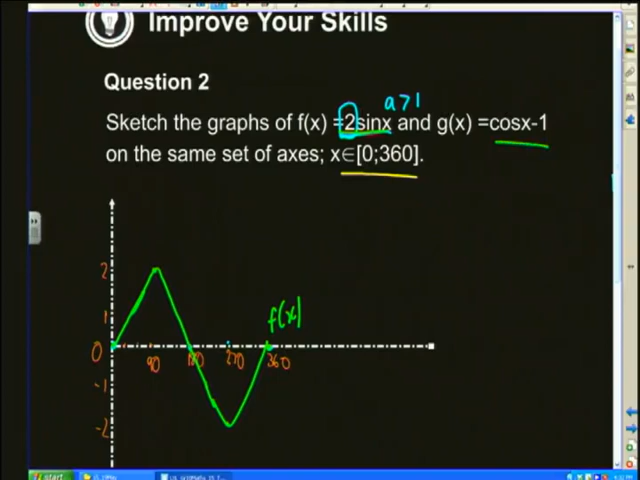 Improve Your Skills
Question 2
a>1
Sketch the graphs of f(x) =2sinx and g(x) =cosx-1
on the same set of axes; x∈[0;360].
2
f(x)
1
0
90 180 270 360
-1
-2
start